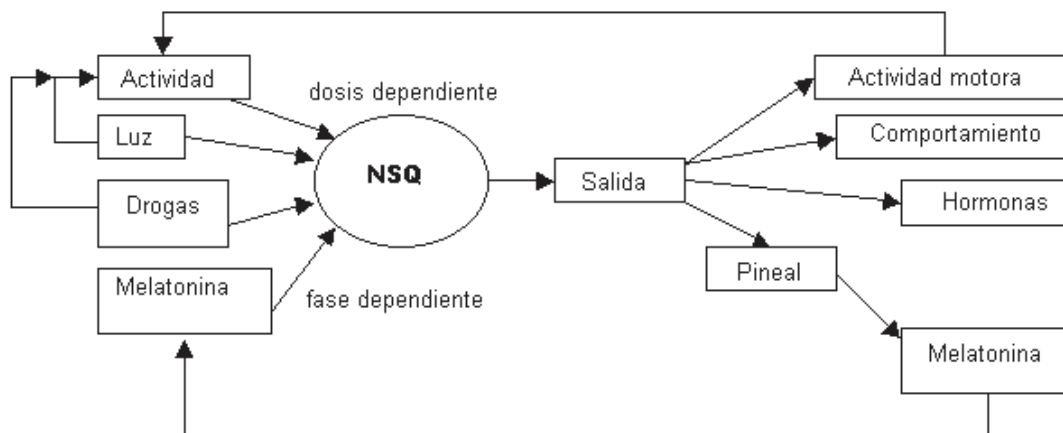 Actividad
dosis dependiente
Luz
Drogas
Melatonina
fase dependiente
NSQ
Salida
Pineal
Actividad motora
Comportamiento
Hormonas
Melatonina